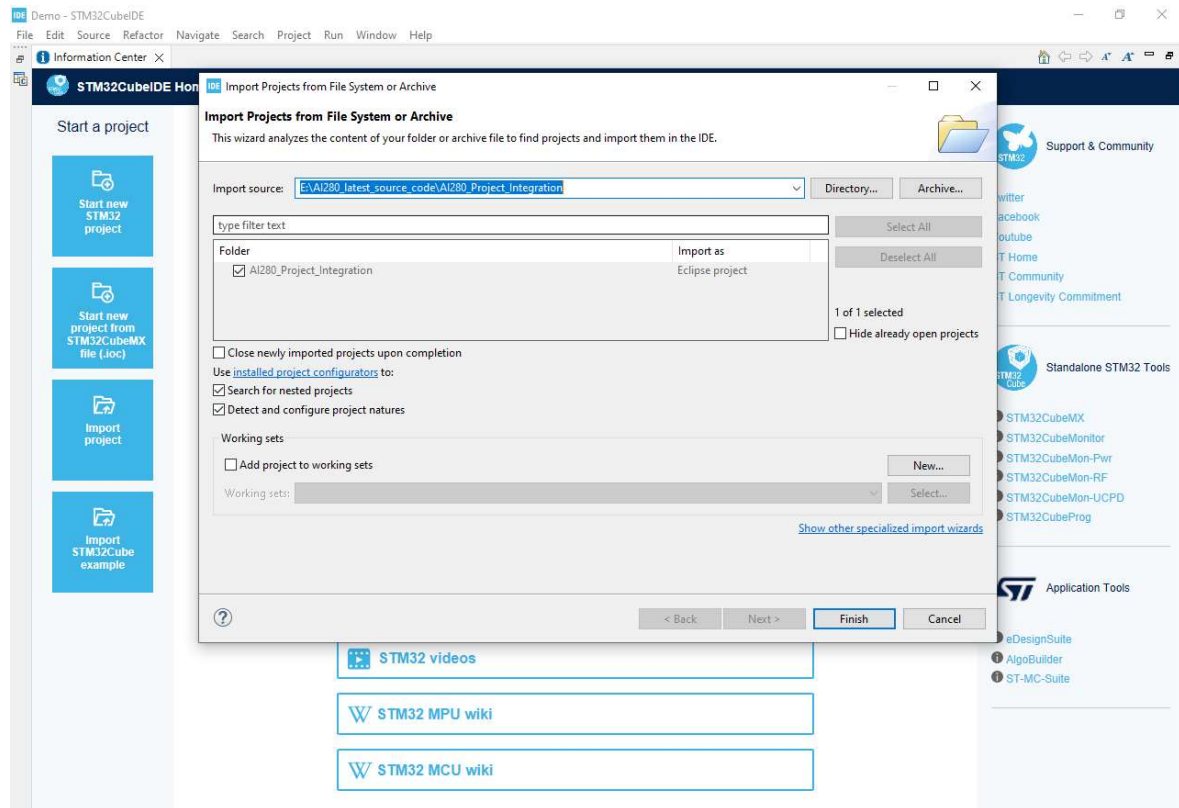 IDE Demo - STM32CubeIDE
File Edit Source Refactor Navigate Search Project Run Window Help
Information Center
STM32CubeIDE Hon
Start a project
Start new
STM32
project
Start new
project from
STM32CubeMX
file (.ioc)
Import
project
Import
STM32Cube
example
IDE Import Projects from File System or Archive
Import Projects from File System or Archive
This wizard analyzes the content of your folder or archive file to find projects and import them in the IDE.
Import source: E:\AI280_latest_source_code\AI280_Project_Integration Directory... Archive...
type filter text Select All
Folder Import as Deselect All
AI280_Project_Integration Eclipse project
1 of 1 selected
Hide already open projects
Close newly imported projects upon completion
Use installed project configurators to:
Search for nested projects
Detect and configure project natures
Working sets
Add project to working sets New...
Working sets: Select...
Show other specialized import wizards
? < Back Next > Finish Cancel
STM32 videos
W STM32 MPU wiki
W STM32 MCU wiki
STM32
Support & Community
witter
acebook
outube
T Home
T Community
T Longevity Commitment
STM32
Cube
Standalone STM32 Tools
STM32CubeMX
STM32CubeMonitor
STM32CubeMon-Pwr
STM32CubeMon-RF
STM32CubeMon-UCPD
STM32CubeProg
ST Application Tools
eDesignSuite
AlgoBuilder
ST-MC-Suite